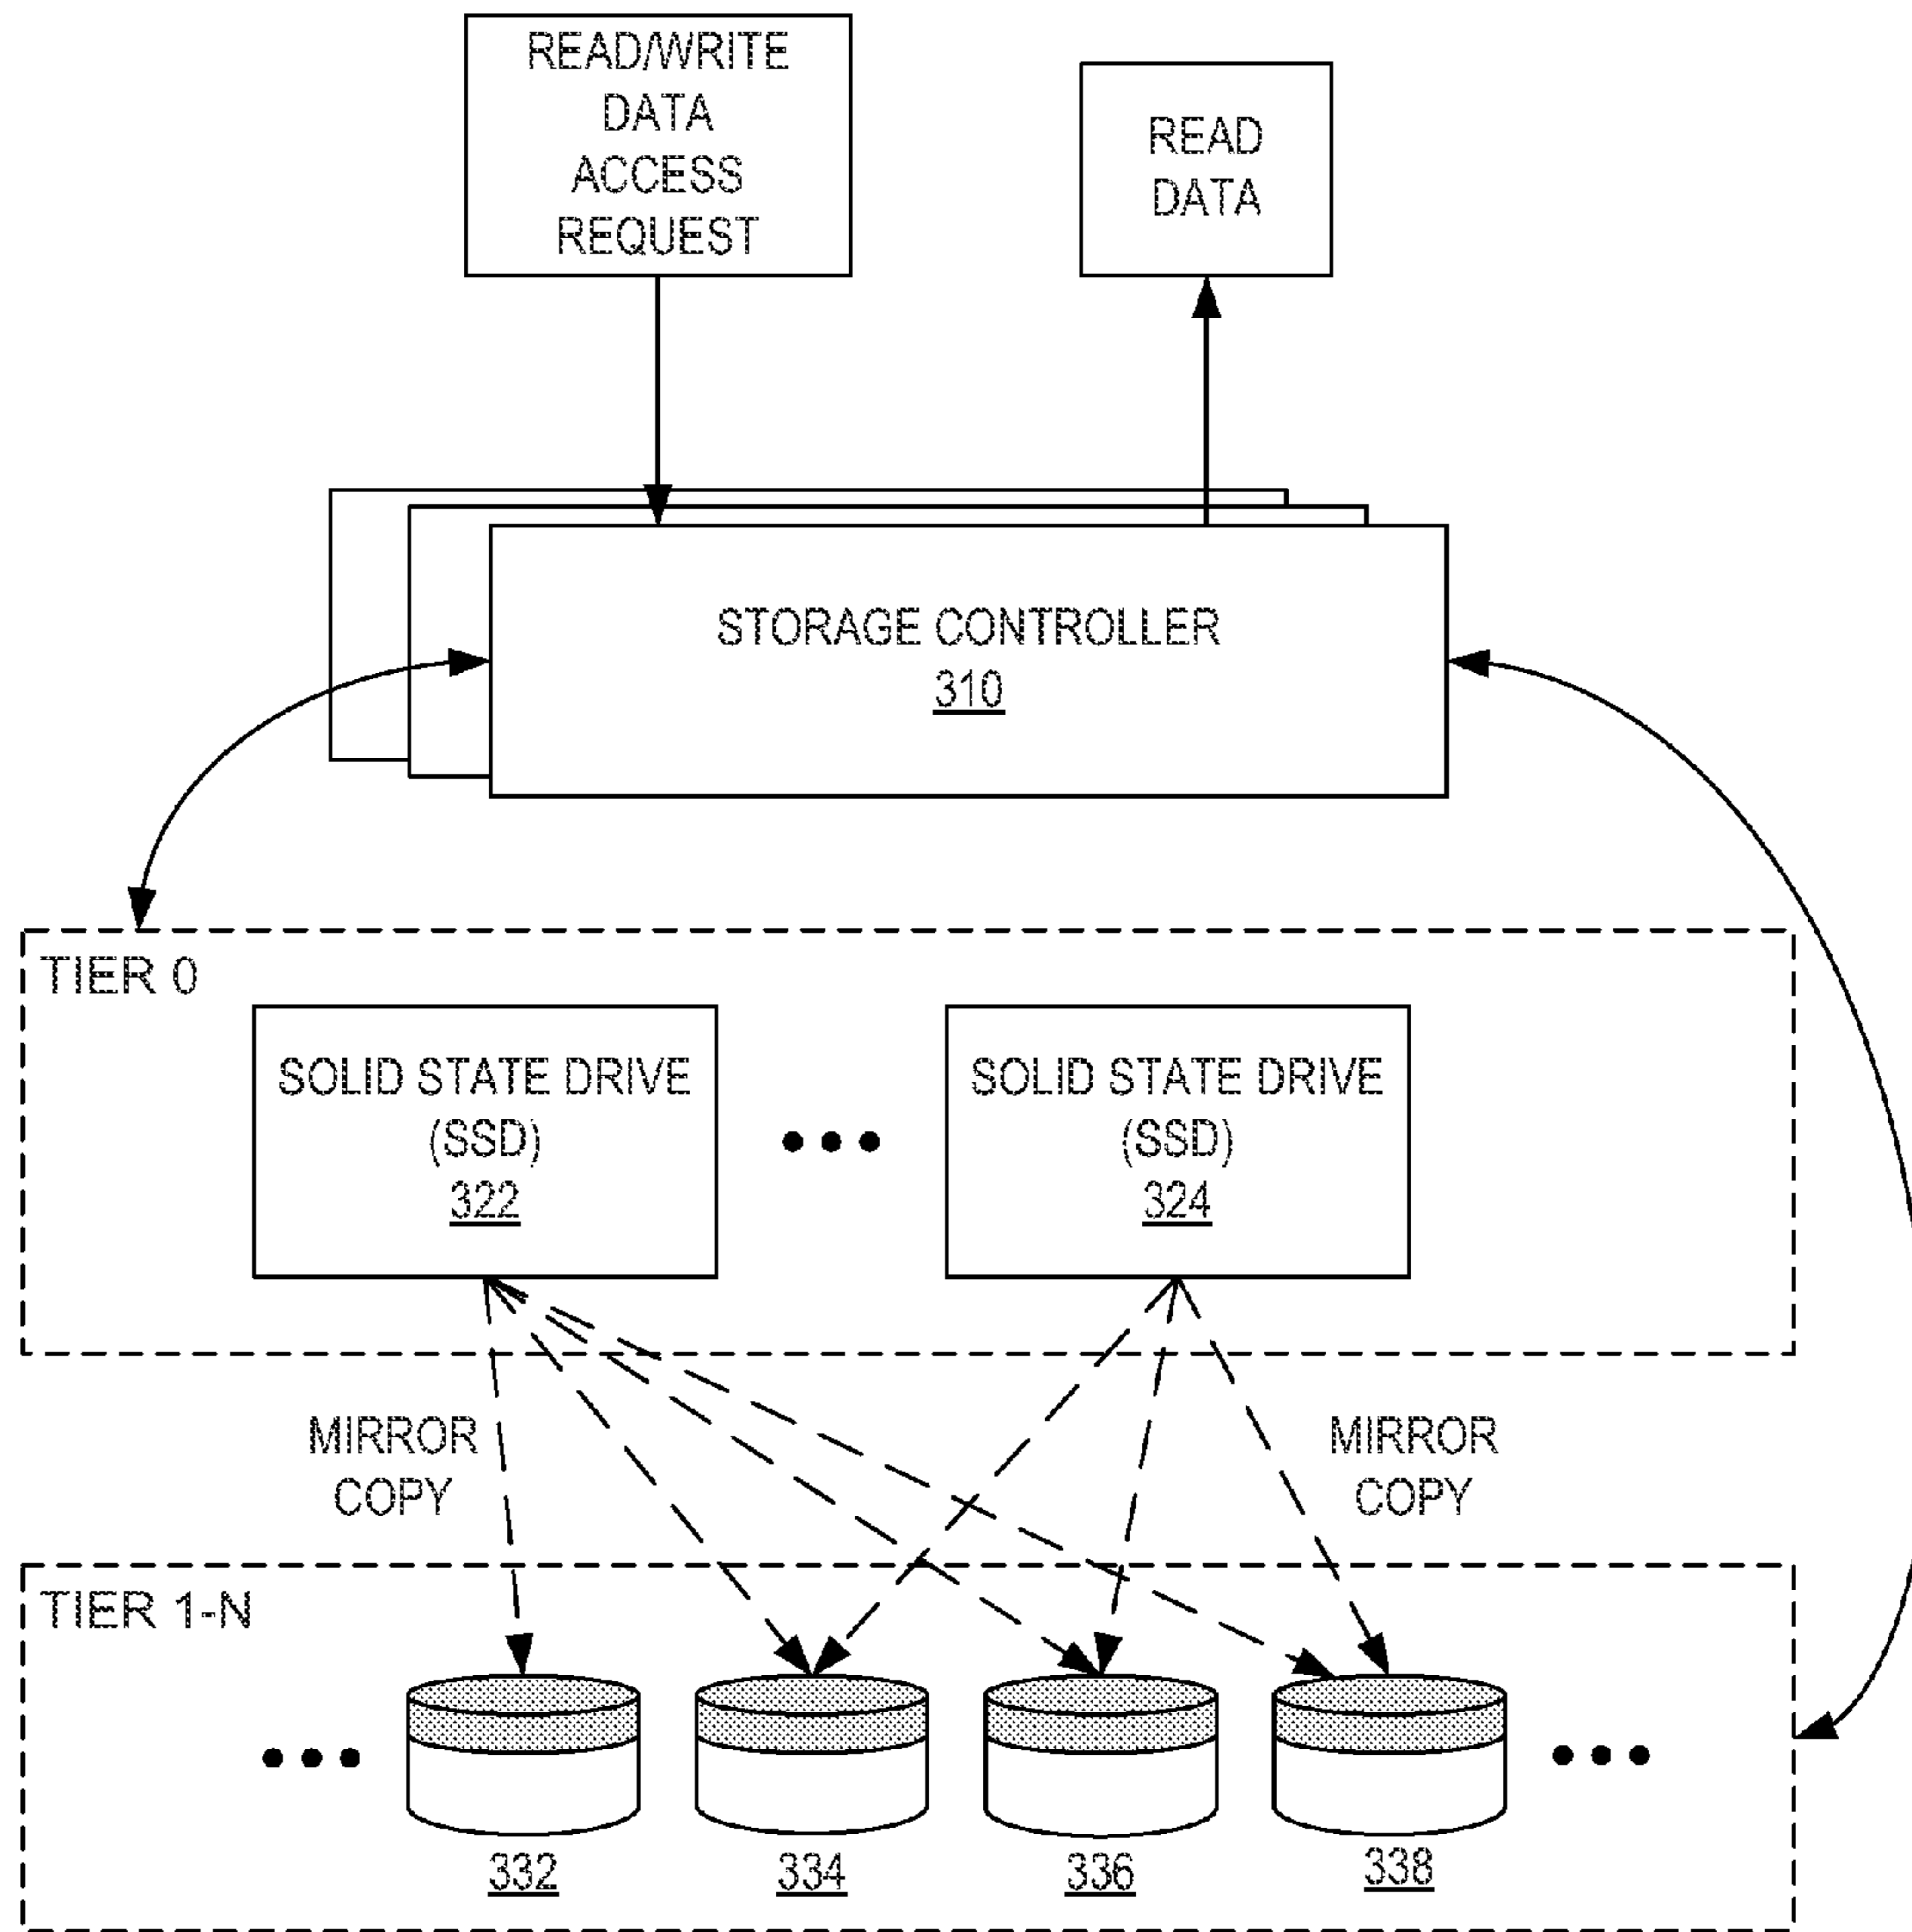 READ/WRITE
DATA
ACCESS
REQUEST
READ
DATA
STORAGE CONTROLLER
310
TIER 0
SOLID STATE DRIVE
(SSD)
322
SOLID STATE DRIVE
(SSD)
324
MIRROR
COPY
MIRROR
COPY
TIER 1-N
332
334
336
338